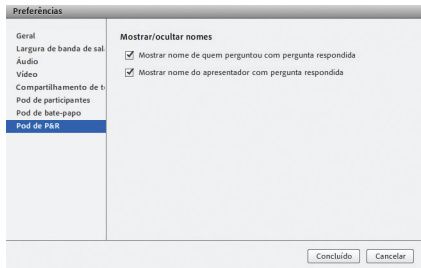 Preferências
Geral
Largura de banda de sal
Áudio
Vídeo
Compartilhamento de t
Pod de participantes
Pod de bate-papo
Pod de P&R
Mostrar/ocultar nomes
Mostrar nome de quem perguntou com pergunta respondida
Mostrar nome do apresentador com pergunta respondida
Concluído
Cancelar